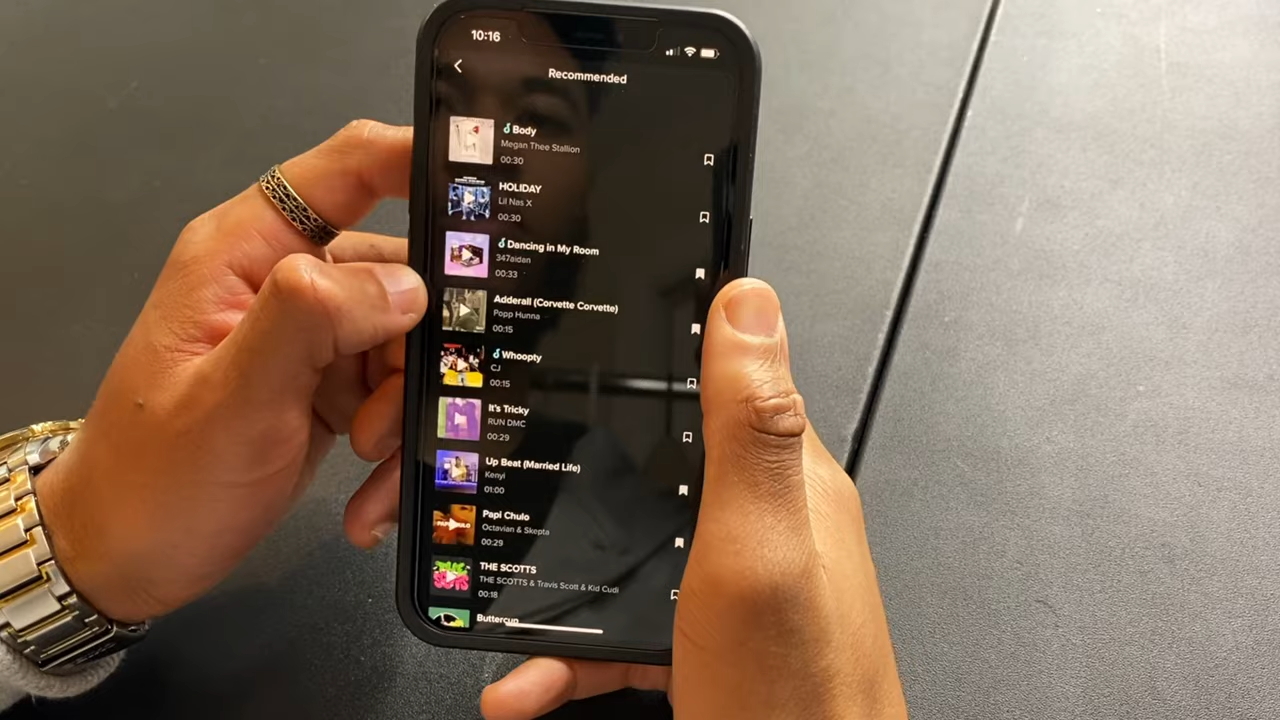 10:16
Recommended
Body
Megan Thee Stallion
00:30
HOLIDAY
Lil Nas X
00:30
Dancing in My Room
347aidan
00:33
Adderall (Corvette Corvette)
Popp Hunna
00:15
Whoopty
CJ
00:15
It's Tricky
RUN DMC
00:29
Up Beat (Married Life)
Kenyi
01:00
Papi Chulo
Octavian & Skepta
00:29
THE SCOTTS
THE SCOTTS & Travis Scott & Kid Cudi
00:18
Buttercup